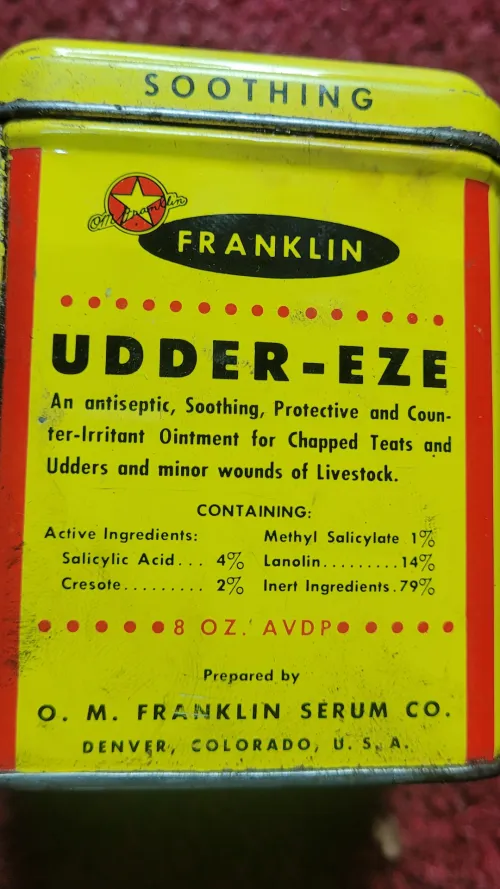 SOOTHING
O.M. Franklin
FRANKLIN
UDDER-EZE
An antiseptic, Soothing, Protective and Coun-
ter-Irritant Ointment for Chapped Teats and
Udders and minor wounds of Livestock.
CONTAINING:
Active Ingredients:
Salicylic Acid... 4%
Cresote......... 2%
Methyl Salicylate 1%
Lanolin.........14%
Inert Ingredients.79%
8 OZ. AVDP
Prepared by
O. M. FRANKLIN SERUM CO.
DENVER, COLORADO, U. S. A.